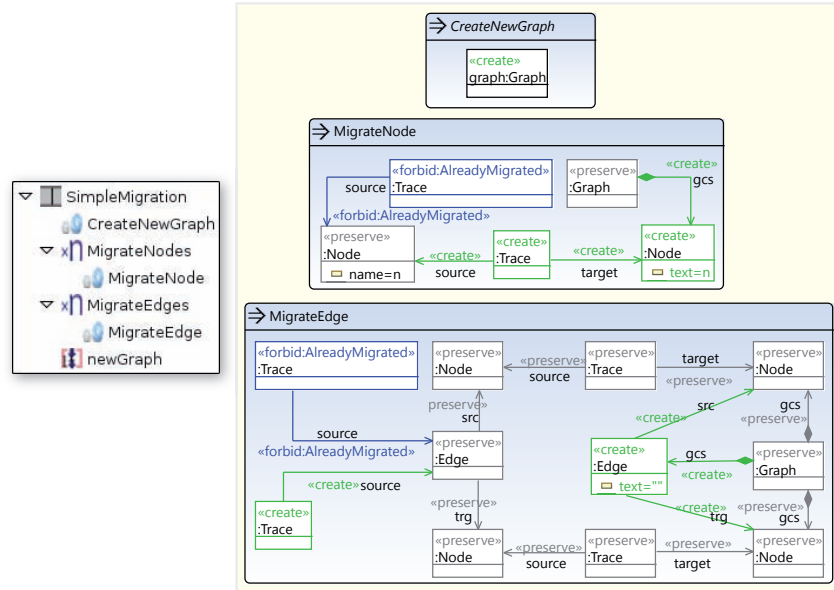 SimpleMigration
CreateNewGraph
MigrateNodes
MigrateNode
MigrateEdges
MigrateEdge
newGraph
CreateNewGraph
«create»
graph:Graph
MigrateNode
«forbid:AlreadyMigrated»
:Trace
«preserve»
:Graph
«create»
gcs
source
«forbid:AlreadyMigrated»
«preserve»
:Node
name=n
«create»
source
«create»
:Trace
«create»
target
«create»
:Node
text=n
MigrateEdge
«forbid:AlreadyMigrated»
:Trace
«preserve»
:Node
«preserve»
source
«preserve»
:Trace
target
«preserve»
«preserve»
:Node
preserve»
src
src
«create»
gcs
«preserve»
source
«forbid:AlreadyMigrated»
«preserve»
:Edge
«create»
:Edge
text=""
gcs
«create»
«preserve»
:Graph
«create» source
«create»
:Trace
«preserve»
trg
«create»
trg
«preserve»
gcs
«preserve»
:Node
«preserve»
source
«preserve»
:Trace
«preserve»
target
«preserve»
:Node